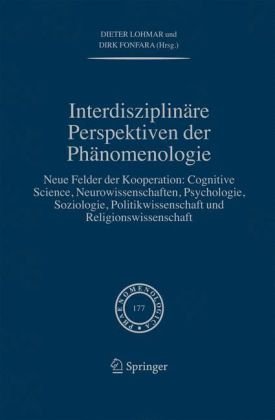 DIETER LOHMAR und
DIRK FONFARA (Hrsg.)
Interdisziplinäre
Perspektiven der
Phänomenologie
Neue Felder der Kooperation: Cognitive
Science, Neurowissenschaften, Psychologie,
Soziologie, Politikwissenschaft und
Religionswissenschaft
PHAENOMENOLOGICA
177
Springer